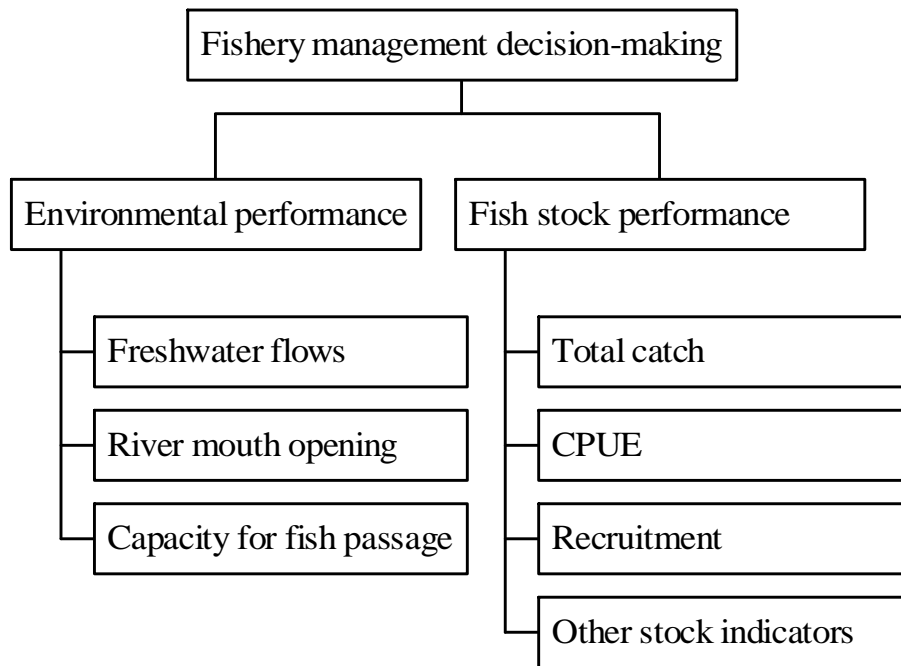 Fishery management decision-making
Environmental performance
Fish stock performance
Freshwater flows
River mouth opening
Capacity for fish passage
Total catch
CPUE
Recruitment
Other stock indicators